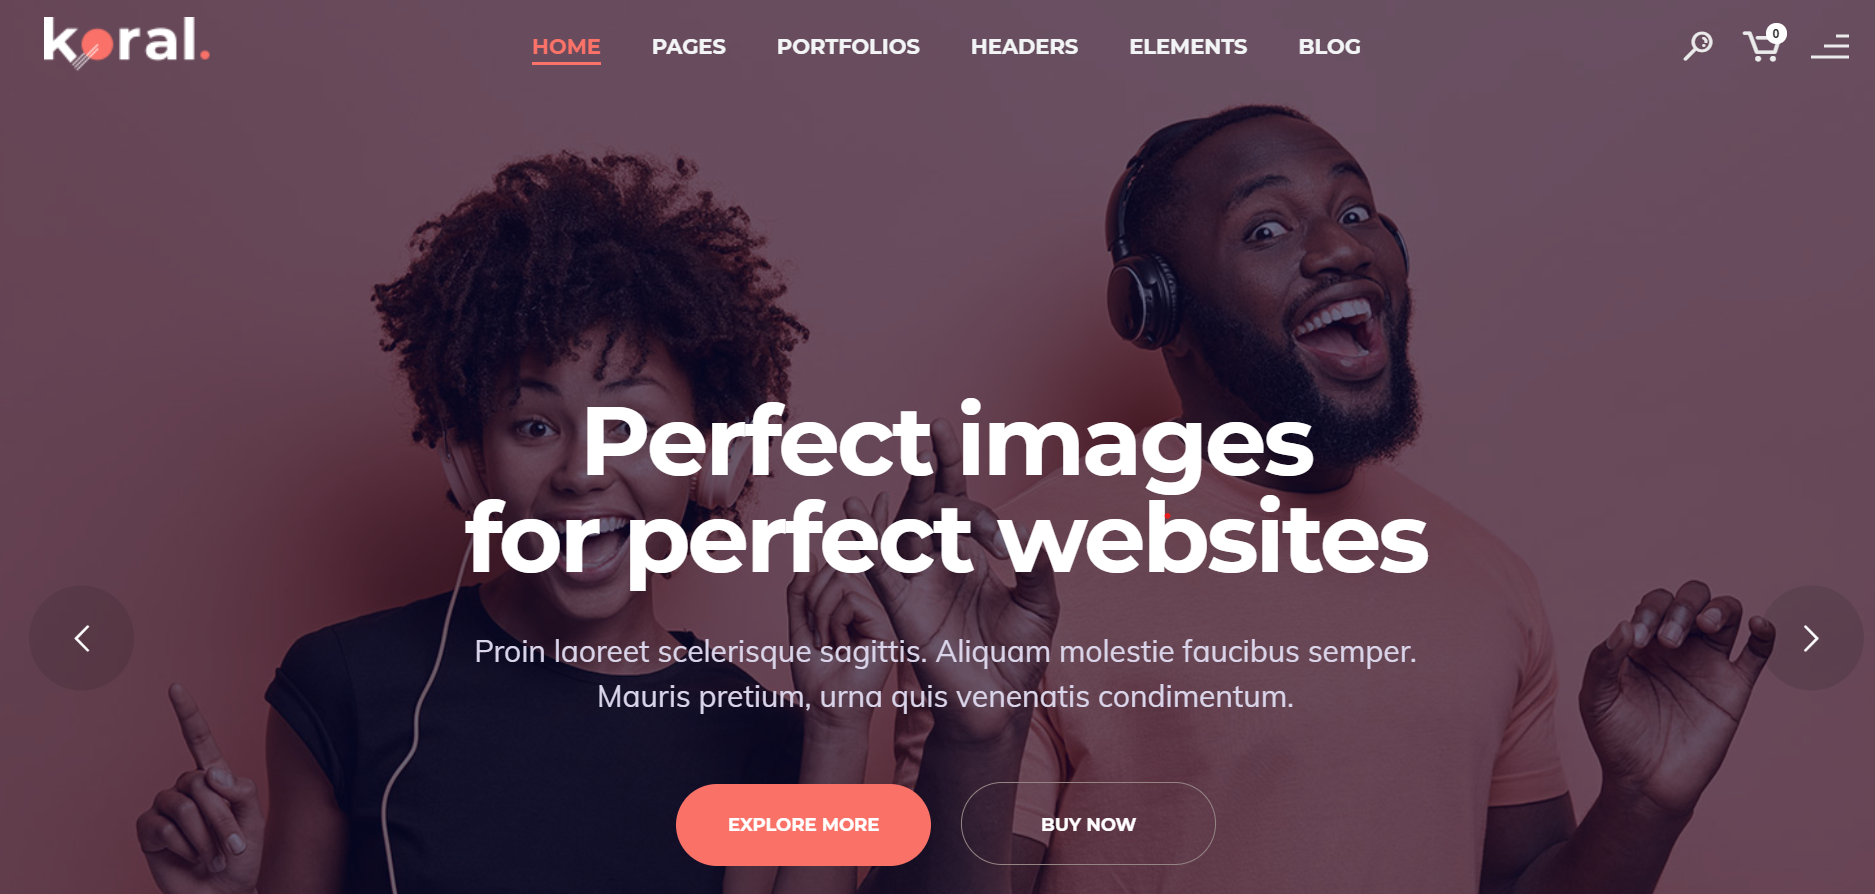 koral.
HOME PAGES PORTFOLIOS HEADERS ELEMENTS BLOG
0
Perfect images
for perfect websites
Proin laoreet scelerisque sagittis. Aliquam molestie faucibus semper.
Mauris pretium, urna quis venenatis condimentum.
EXPLORE MORE BUY NOW